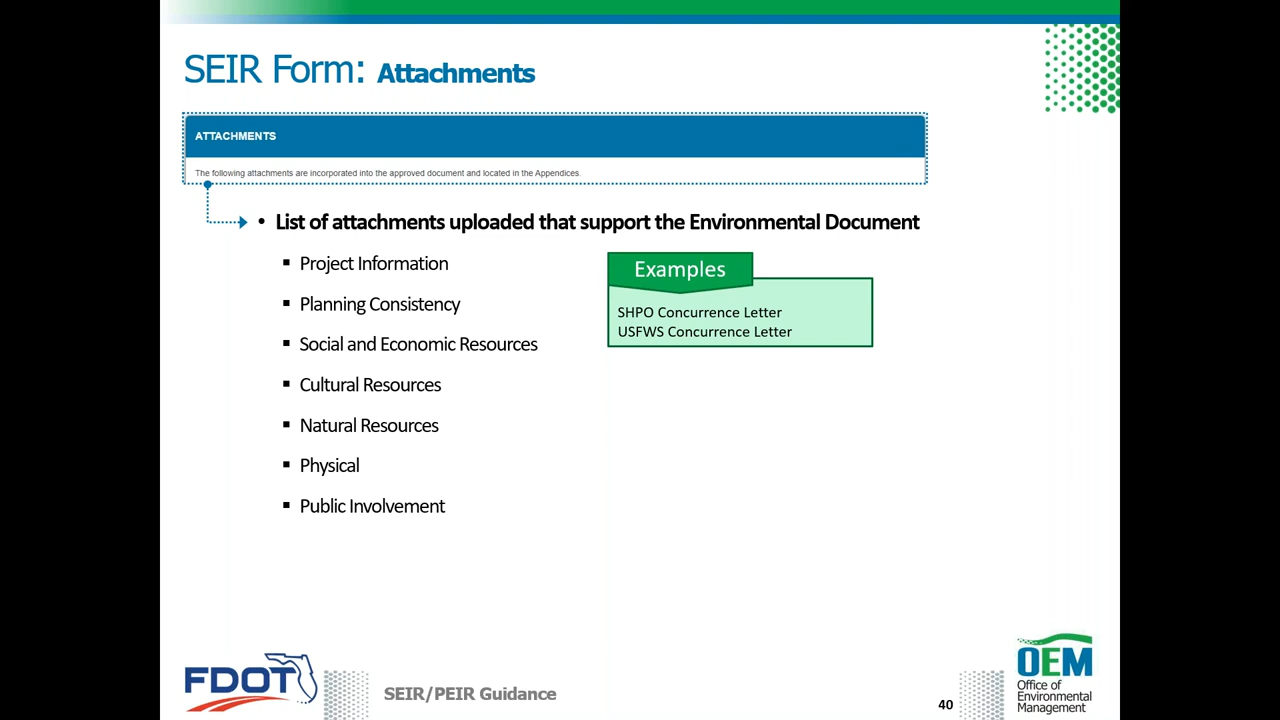 SEIR Form: Attachments
ATTACHMENTS
The following attachments are incorporated into the approved document and located in the Appendices.
• List of attachments uploaded that support the Environmental Document
▪ Project Information
▪ Planning Consistency
▪ Social and Economic Resources
▪ Cultural Resources
▪ Natural Resources
▪ Physical
▪ Public Involvement
Examples
SHPO Concurrence Letter
USFWS Concurrence Letter
FDOT
SEIR/PEIR Guidance
40
OEM
Office of
Environmental
Management